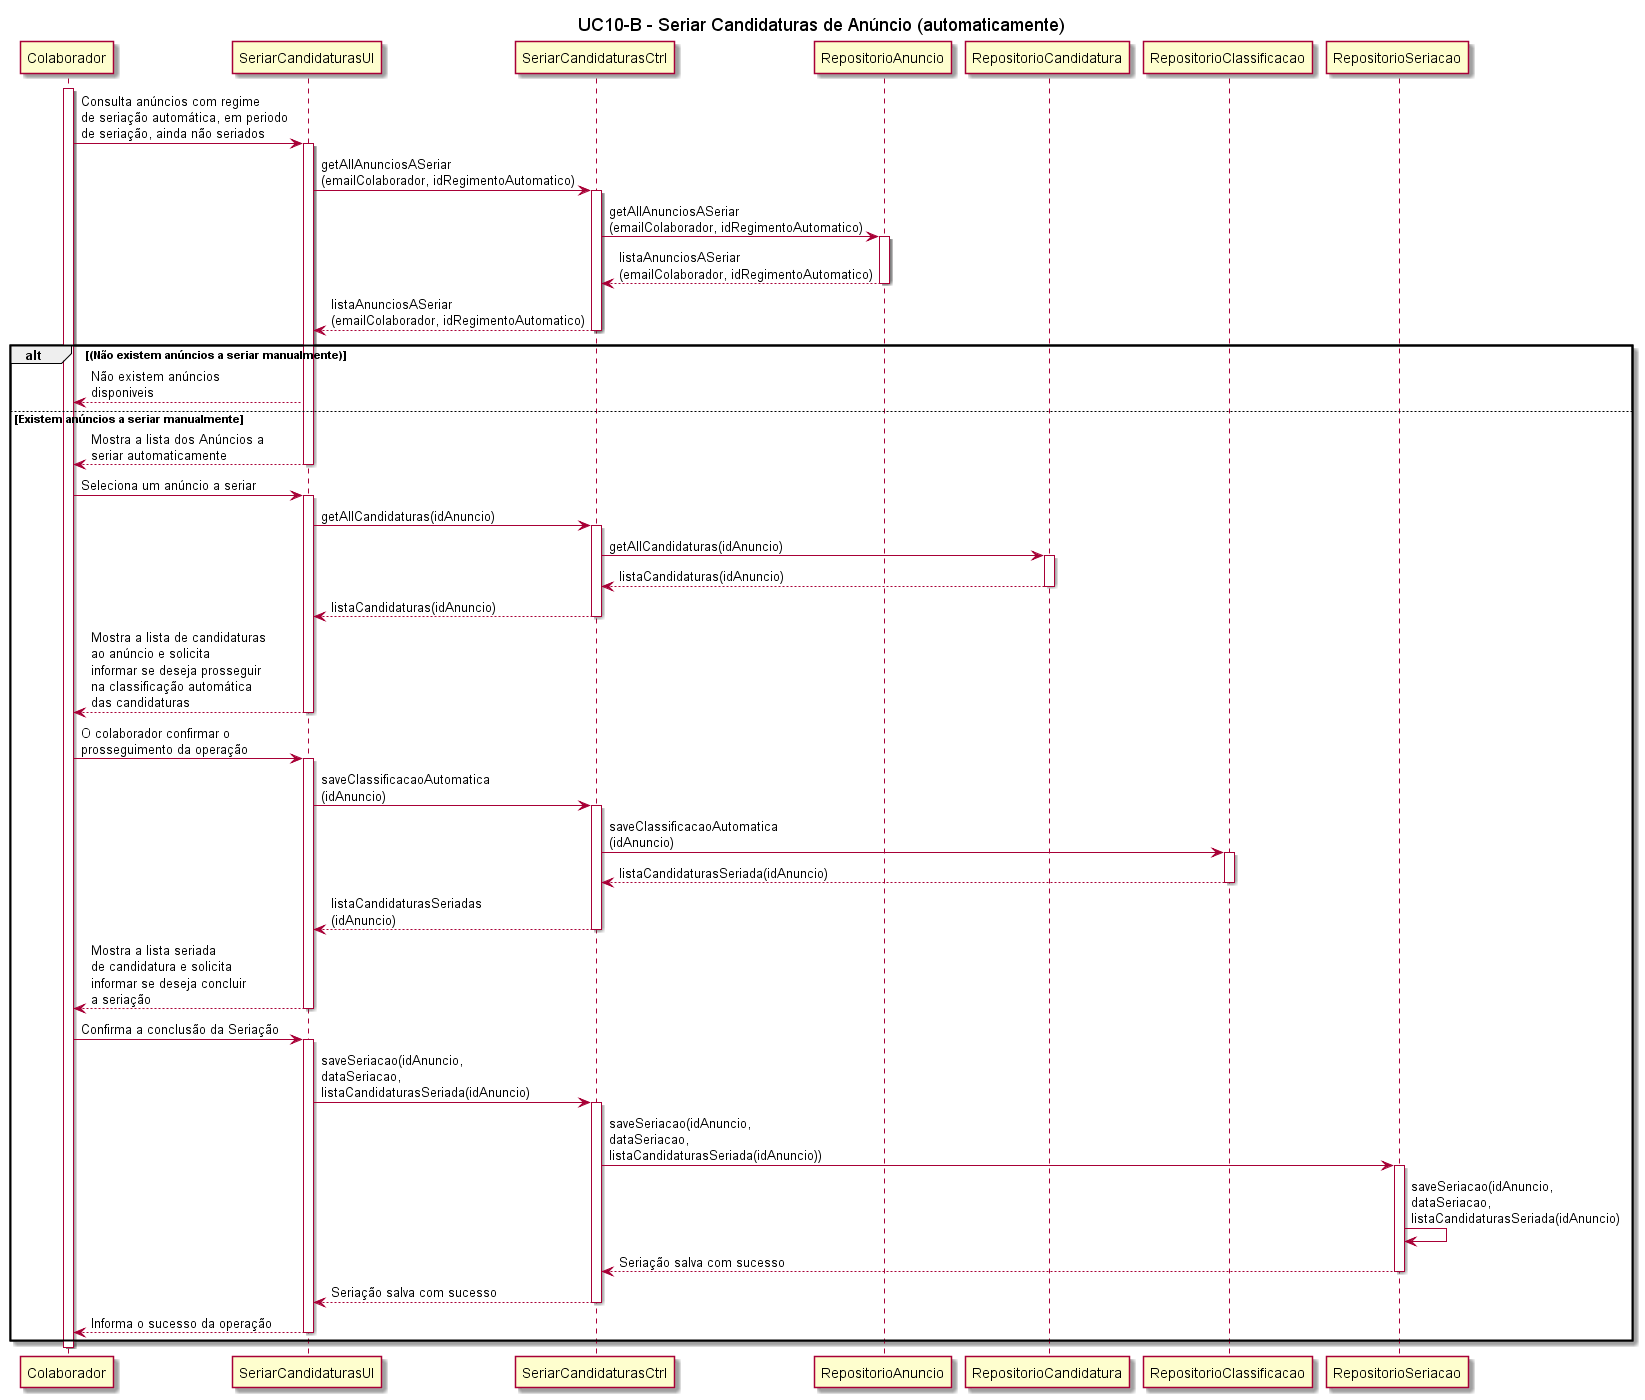 UC10-B - Seriar Candidaturas de Anúncio (automaticamente)
Colaborador
SeriarCandidaturasUI
SeriarCandidaturasCtrl
RepositorioAnuncio
RepositorioCandidatura
RepositorioClassificacao
RepositorioSeriacao
Consulta anúncios com regime
de seriação automática, em periodo
de seriação, ainda não seriados
getAllAnunciosASeriar
(emailColaborador, idRegimentoAutomatico)
getAllAnunciosASeriar
(emailColaborador, idRegimentoAutomatico)
listaAnunciosASeriar
(emailColaborador, idRegimentoAutomatico)
listaAnunciosASeriar
(emailColaborador, idRegimentoAutomatico)
alt
[(Não existem anúncios a seriar manualmente)]
Não existem anúncios
disponiveis
[Existem anúncios a seriar manualmente]
Mostra a lista dos Anúncios a
seriar automaticamente
Seleciona um anúncio a seriar
getAllCandidaturas(idAnuncio)
getAllCandidaturas(idAnuncio)
listaCandidaturas(idAnuncio)
listaCandidaturas(idAnuncio)
Mostra a lista de candidaturas
ao anúncio e solicita
informar se deseja prosseguir
na classificação automática
das candidaturas
O colaborador confirmar o
prosseguimento da operação
saveClassificacaoAutomatica
(idAnuncio)
saveClassificacaoAutomatica
(idAnuncio)
listaCandidaturasSeriada(idAnuncio)
listaCandidaturasSeriadas
(idAnuncio)
Mostra a lista seriada
de candidatura e solicita
informar se deseja concluir
a seriação
Confirma a conclusão da Seriação
saveSeriacao(idAnuncio,
dataSeriacao,
listaCandidaturasSeriada(idAnuncio)
saveSeriacao(idAnuncio,
dataSeriacao,
listaCandidaturasSeriada(idAnuncio))
saveSeriacao(idAnuncio,
dataSeriacao,
listaCandidaturasSeriada(idAnuncio)
Seriação salva com sucesso
Seriação salva com sucesso
Informa o sucesso da operação
Colaborador
SeriarCandidaturasUI
SeriarCandidaturasCtrl
RepositorioAnuncio
RepositorioCandidatura
RepositorioClassificacao
RepositorioSeriacao